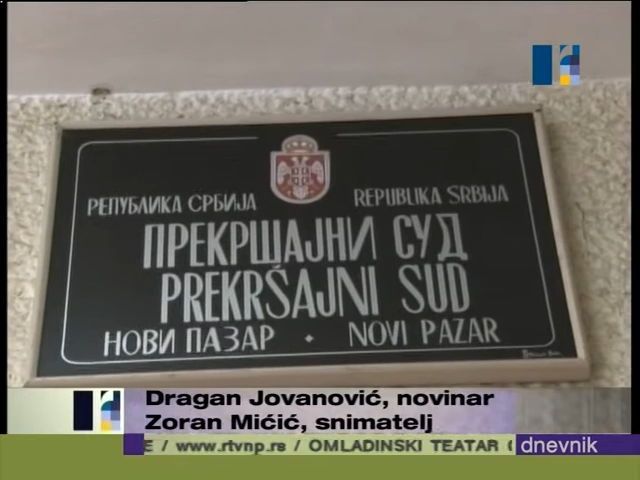 РЕПУБЛИКА СРБИЈА
REPUBLIKA SRBIJA
ПРЕКРШАЈНИ СУД
PREKRŠAJNI SUD
НОВИ ПАЗАР • NOVI PAZAR
Dragan Jovanović, novinar
Zoran Mićić, snimatelj
E / www.rtvnp.rs / OMLADINSKI TEATAR
dnevnik